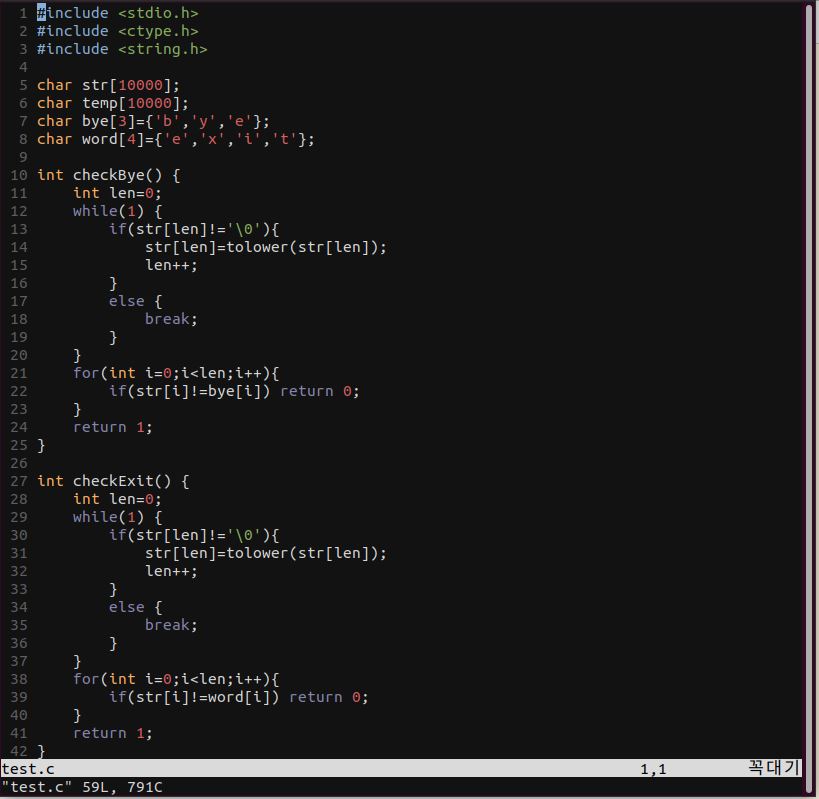 1 #include <stdio.h>
2 #include <ctype.h>
3 #include <string.h>
4
5 char str[10000];
6 char temp[10000];
7 char bye[3]={'b','y','e'};
8 char word[4]={'e','x','i','t'};
9
10 int checkBye() {
11     int len=0;
12     while(1) {
13         if(str[len]!='\0'){
14             str[len]=tolower(str[len]);
15             len++;
16         }
17         else {
18             break;
19         }
20     }
21     for(int i=0;i<len;i++){
22         if(str[i]!=bye[i]) return 0;
23     }
24     return 1;
25 }
26
27 int checkExit() {
28     int len=0;
29     while(1) {
30         if(str[len]!='\0'){
31             str[len]=tolower(str[len]);
32             len++;
33         }
34         else {
35             break;
36         }
37     }
38     for(int i=0;i<len;i++){
39         if(str[i]!=word[i]) return 0;
40     }
41     return 1;
42 }
test.c 1,1 꼭대기
"test.c" 59L, 791C